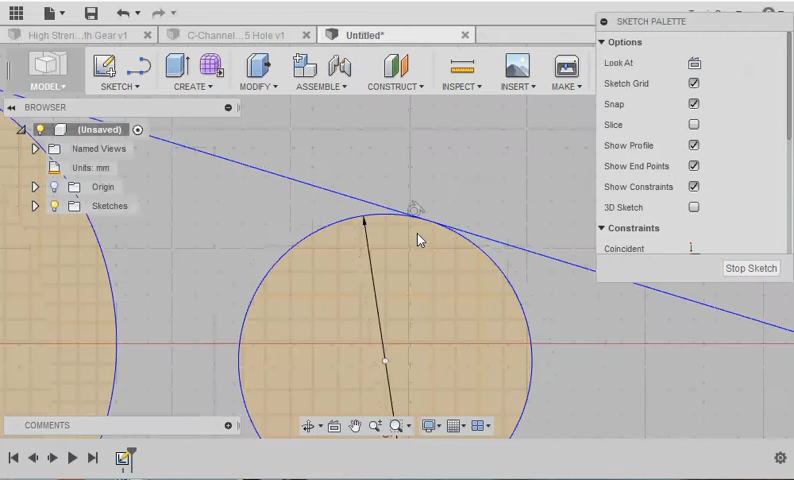 High Stren...th Gear v1
C-Channel...5 Hole v1
Untitled*
MODEL
SKETCH
CREATE
MODIFY
ASSEMBLE
CONSTRUCT
INSPECT
INSERT
MAKE
BROWSER
(Unsaved)
Named Views
Units: mm
Origin
Sketches
SKETCH PALETTE
Options
Look At
Sketch Grid
Snap
Slice
Show Profile
Show End Points
Show Constraints
3D Sketch
Constraints
Coincident
Stop Sketch
COMMENTS